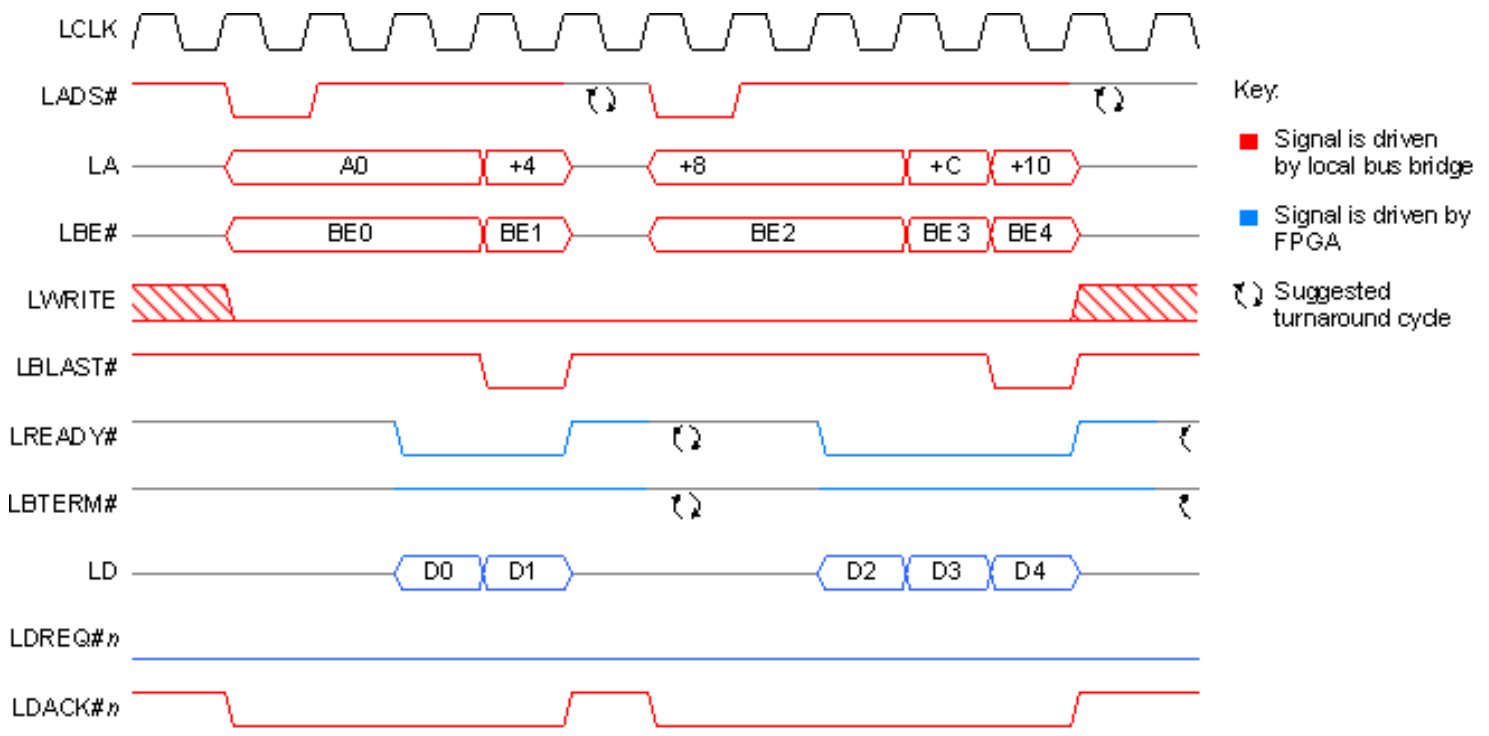 LCLK
LADS#
LA A0 +4 +8 +C +10
LBE# BE0 BE1 BE2 BE3 BE4
LWRITE
LBLAST#
LREADY#
LBTERM#
LD D0 D1 D2 D3 D4
LDREQ#n
LDACK#n
Key:
Signal is driven
by local bus bridge
Signal is driven by
FPGA
Suggested
turnaround cycle